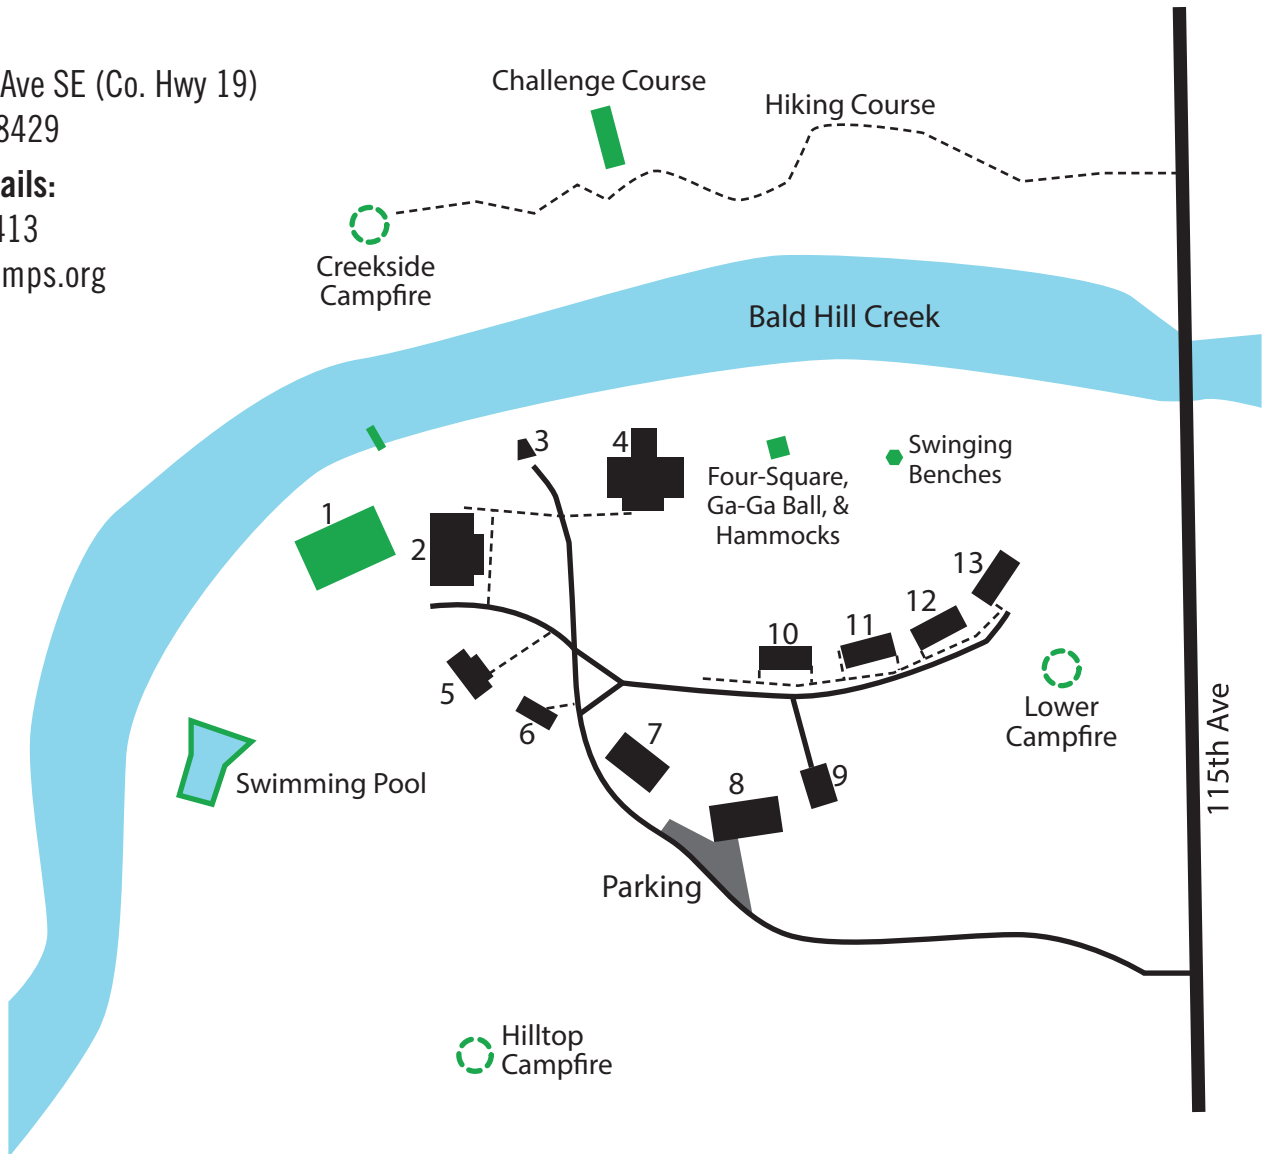 Ave SE (Co. Hwy 19)
8429
ails:
413
mps.org
Challenge Course
Hiking Course
Creekside
Campfire
Bald Hill Creek
1
2
3
4
Four-Square,
Ga-Ga Ball, &
Hammocks
Swinging
Benches
5
6
7
8
9
10
11
12
13
Lower
Campfire
115th Ave
Swimming Pool
Parking
Hilltop
Campfire